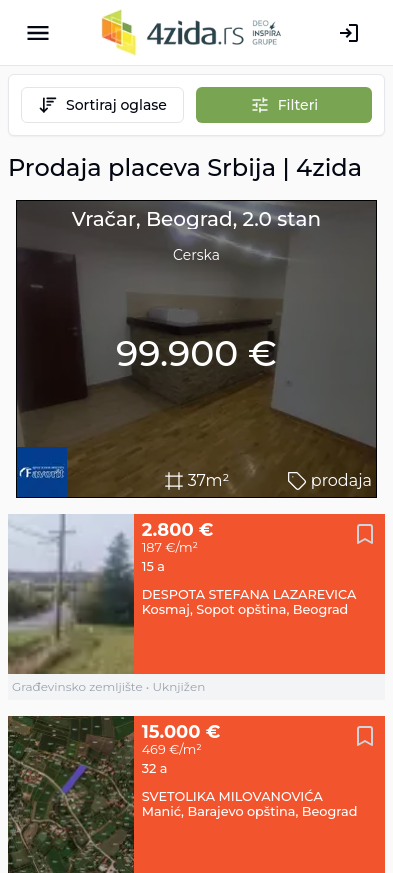 4zida.rs
DEO
INSPIRA
GRUPE
Sortiraj oglase
Filteri
Prodaja placeva Srbija | 4zida
Vračar, Beograd, 2.0 stan
Cerska
99.900 €
Favorit
37m²
prodaja
2.800 €
187 €/m²
15 a
DESPOTA STEFANA LAZAREVICA
Kosmaj, Sopot opština, Beograd
Građevinsko zemljište • Uknjižen
15.000 €
469 €/m²
32 a
SVETOLIKA MILOVANOVIĆA
Manić, Barajevo opština, Beograd